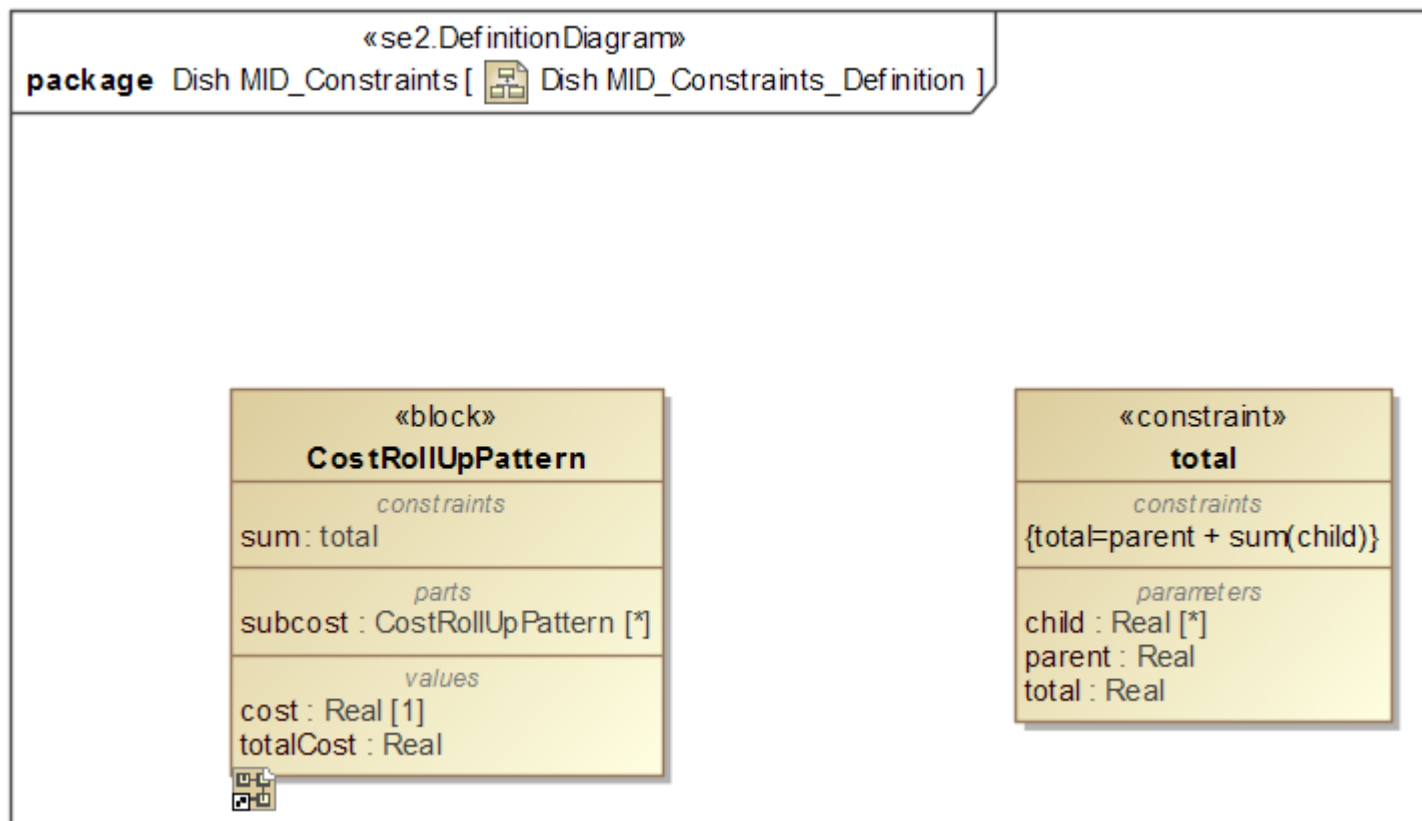 «se2.DefinitionDiagram»
package Dish MID_Constraints [ Dish MID_Constraints_Definition ]
«block»
CostRollUpPattern
constraints
sum : total
parts
subcost : CostRollUpPattern [*]
values
cost : Real [1]
totalCost : Real
«constraint»
total
constraints
{total=parent + sum(child)}
parameters
child : Real [*]
parent : Real
total : Real